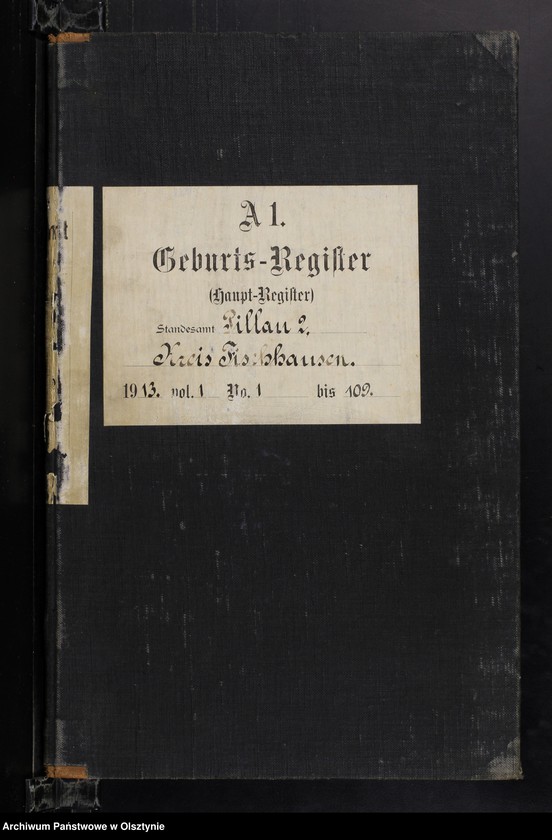 A 1.
Geburts-Regiſter
(Haupt-Regiſter)
Standesamt Pillau 2.
Kreis Fischhausen.
1913. vol. 1 No. 1 bis 109.
Archiwum Państwowe w Olsztynie